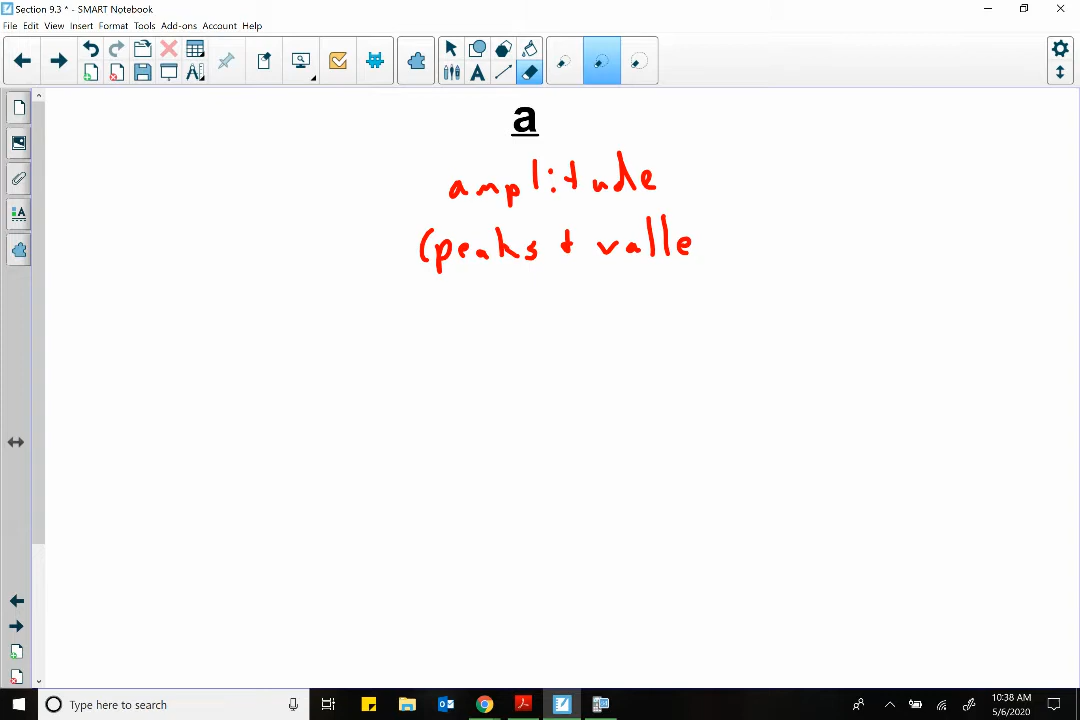 Section 9.3 * - SMART Notebook
File Edit View Insert Format Tools Add-ons Account Help
a
amplitude
(peaks + valle
Type here to search
10:38 AM
5/6/2020